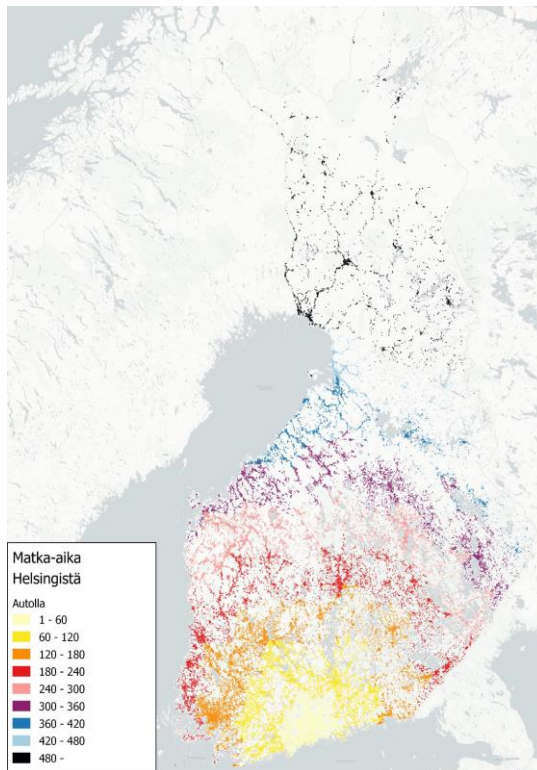 Matka-aika
Helsingistä
Autolla
1 - 60
60 - 120
120 - 180
180 - 240
240 - 300
300 - 360
360 - 420
420 - 480
480 -